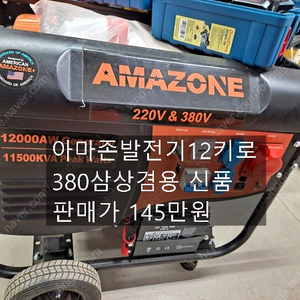 AMERICAN
AMAZONE
AMAZONE
220V & 380V
12000AW
11500KVA Peak
아마존발전기12키로
380삼상겸용 신품
판매가 145만원